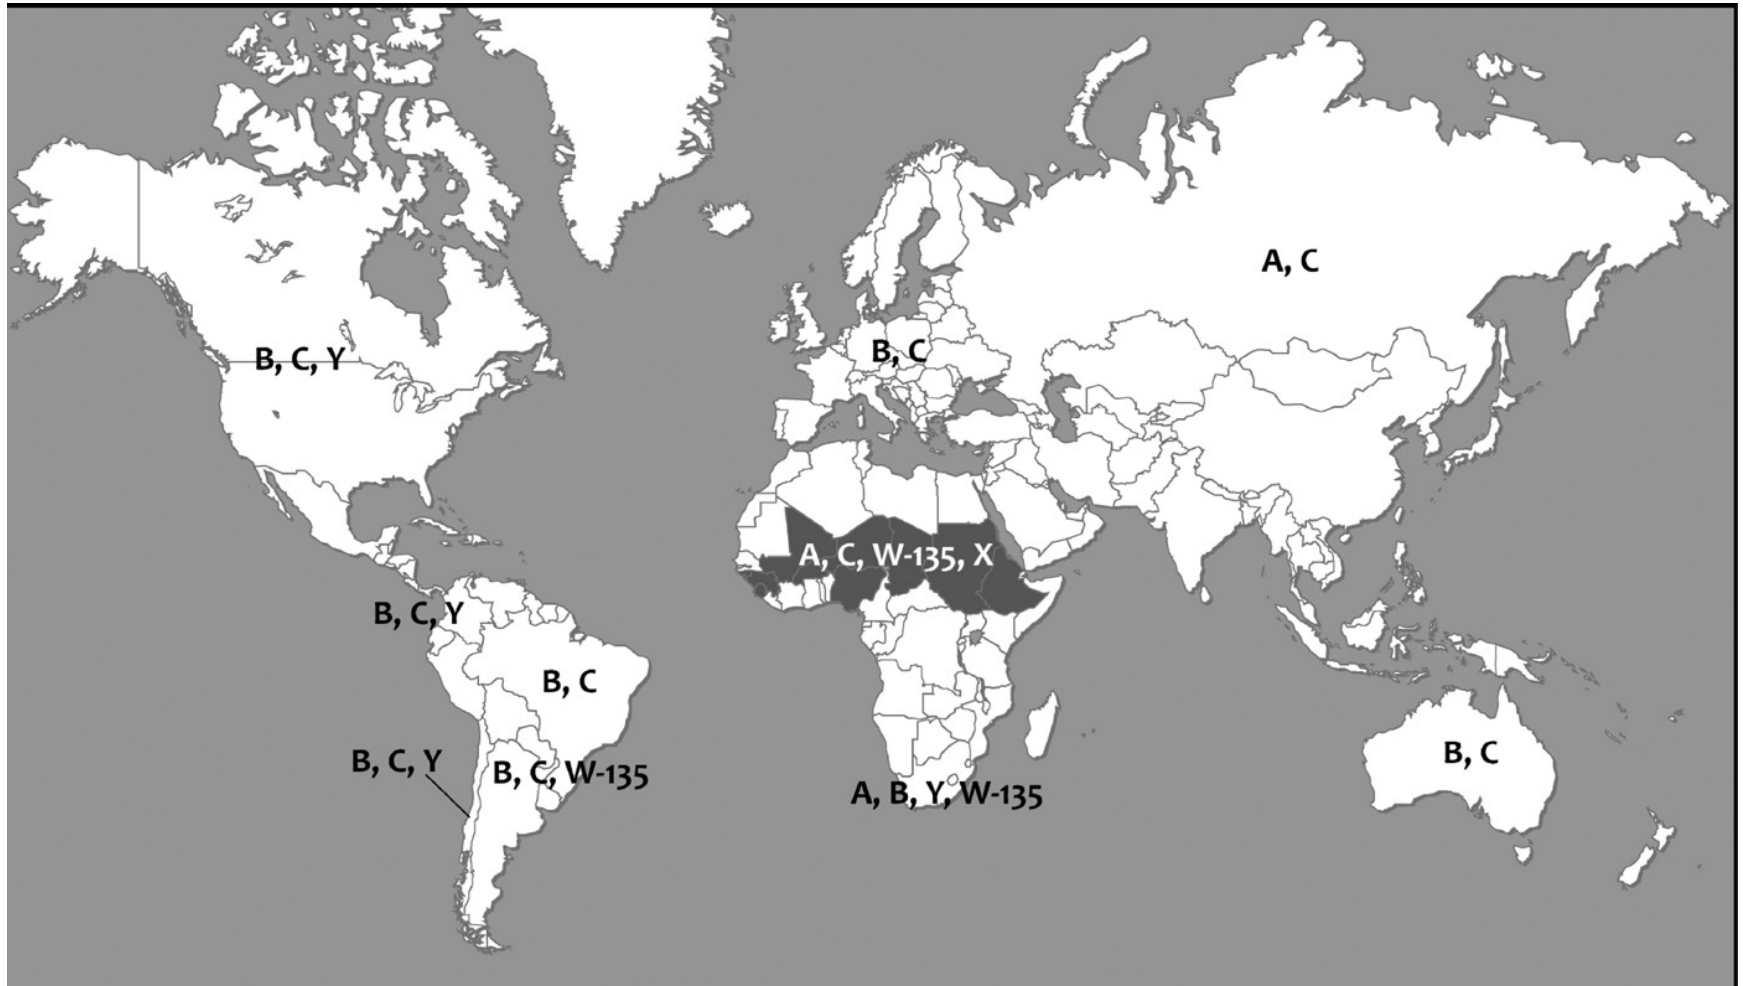 A, C
B, C, Y
B, C
A, C, W-135, X
B, C, Y
B, C
B, C, Y
B, C, W-135
A, B, Y, W-135
B, C